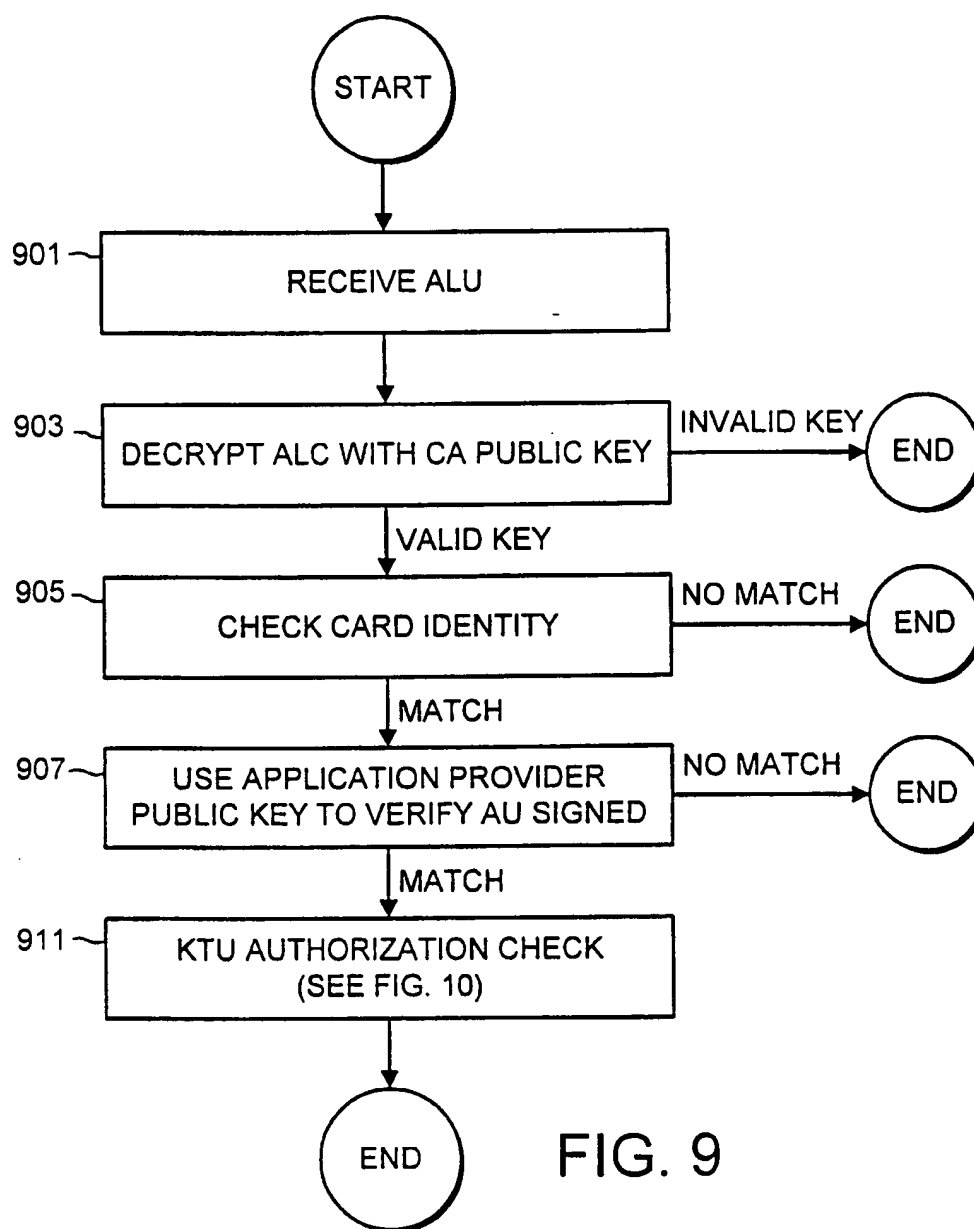 START
901
RECEIVE ALU
903
DECRYPT ALC WITH CA PUBLIC KEY
INVALID KEY
END
VALID KEY
905
CHECK CARD IDENTITY
NO MATCH
END
MATCH
907
USE APPLICATION PROVIDER
PUBLIC KEY TO VERIFY AU SIGNED
NO MATCH
END
MATCH
911
KTU AUTHORIZATION CHECK
(SEE FIG. 10)
END
FIG. 9